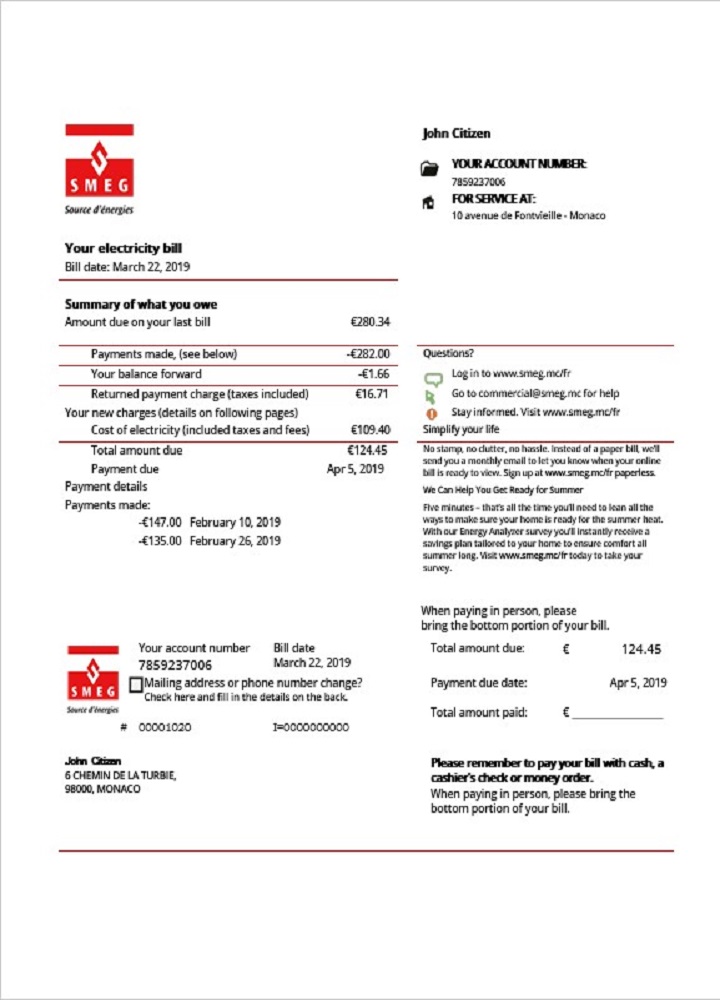 SMEG
Source d'énergies
John Citizen
YOUR ACCOUNT NUMBER:
7859237006
FOR SERVICE AT:
10 avenue de Fontvieille - Monaco
Your electricity bill
Bill date: March 22, 2019
Summary of what you owe
Amount due on your last bill €280.34
Payments made, (see below) -€282.00
Your balance forward -€1.66
Returned payment charge (taxes included) €16.71
Your new charges (details on following pages)
Cost of electricity (included taxes and fees) €109.40
Total amount due €124.45
Payment due Apr 5, 2019
Payment details
Payments made:
-€147.00 February 10, 2019
-€135.00 February 26, 2019
Questions?
Log in to www.smeg.mc/fr
Go to commercial@smeg.mc for help
Stay informed. Visit www.smeg.mc/fr
Simplify your life
No stamp, no clutter, no hassle. Instead of a paper bill, we'll
send you a monthly email to let you know when your online
bill is ready to view. Sign up at www.smeg.mc/fr paperless.
We Can Help You Get Ready for Summer
Five minutes – that's all the time you'll need to lean all the
ways to make sure your home is ready for the summer heat.
With our Energy Analyzer survey you'll instantly receive a
savings plan tailored to your home to ensure comfort all
summer long. Visit www.smeg.mc/fr today to take your
survey.
When paying in person, please
bring the bottom portion of your bill.
SMEG
Source d'énergies
Your account number Bill date
7859237006 March 22, 2019
Mailing address or phone number change?
Check here and fill in the details on the back.
# 00001020 I=0000000000
Total amount due: € 124.45
Payment due date: Apr 5, 2019
Total amount paid: € ______________
John Citizen
6 CHEMIN DE LA TURBIE,
98000, MONACO
Please remember to pay your bill with cash, a
cashier's check or money order.
When paying in person, please bring the
bottom portion of your bill.